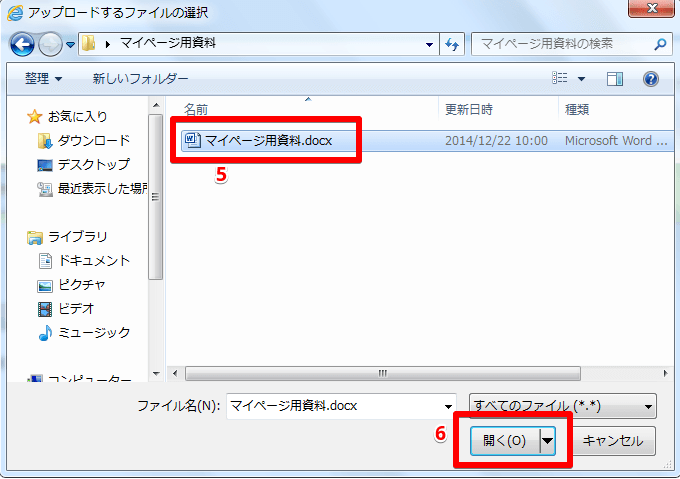 アップロードするファイルの選択
マイページ用資料
マイページ用資料の検索
整理 新しいフォルダー
名前 更新日時 種類
お気に入り
ダウンロード
デスクトップ
最近表示した場所
ライブラリ
ドキュメント
ピクチャ
ビデオ
ミュージック
コンピューター
マイページ用資料.docx 2014/12/22 10:00 Microsoft Word ...
5
ファイル名(N): マイページ用資料.docx すべてのファイル (*.*)
6
開く(O) キャンセル